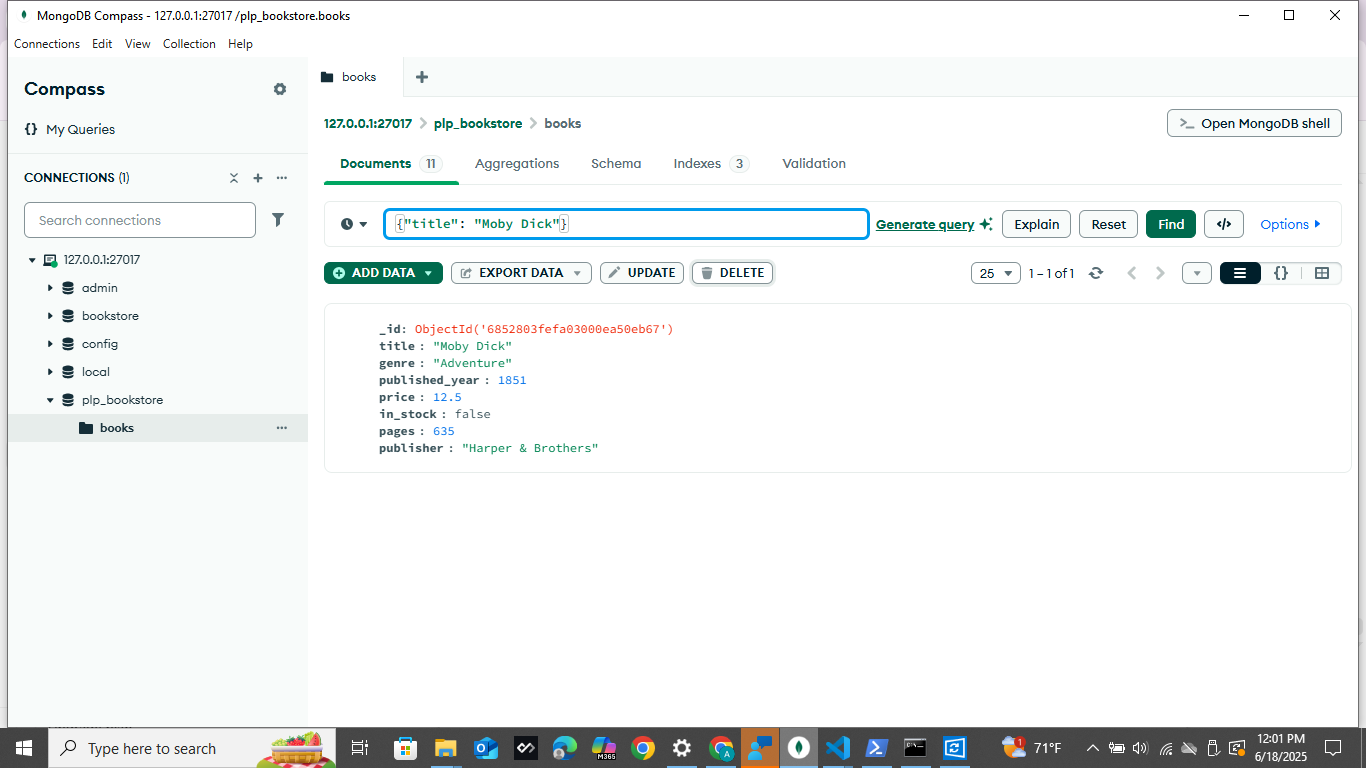 MongoDB Compass - 127.0.0.1:27017 /plp_bookstore.books
Connections Edit View Collection Help
Compass
{} My Queries
CONNECTIONS (1)
Search connections
127.0.0.1:27017
admin
bookstore
config
local
plp_bookstore
books
books
127.0.0.1:27017 > plp_bookstore > books
>_ Open MongoDB shell
Documents 11 Aggregations Schema Indexes 3 Validation
{"title": "Moby Dick"}
Generate query Explain Reset Find </> Options
ADD DATA EXPORT DATA UPDATE DELETE 25 1 – 1 of 1 {}
_id: ObjectId('6852803fefa03000ea50eb67')
title : "Moby Dick"
genre : "Adventure"
published_year : 1851
price : 12.5
in_stock : false
pages : 635
publisher : "Harper & Brothers"
Type here to search
M365
A
1
71°F
12:01 PM
6/18/2025